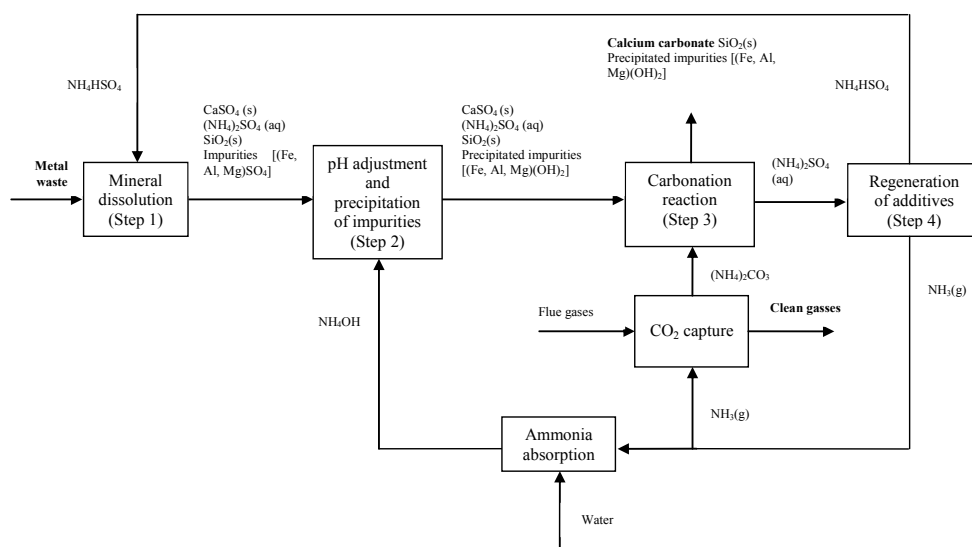 Calcium carbonate SiO₂(s)
Precipitated impurities [(Fe, Al,
Mg)(OH)₂]
NH₄HSO₄
NH₄HSO₄
CaSO₄ (s)
(NH₄)₂SO₄ (aq)
SiO₂(s)
Impurities [(Fe,
Al, Mg)SO₄]
CaSO₄ (s)
(NH₄)₂SO₄ (aq)
SiO₂(s)
Precipitated impurities
[(Fe, Al, Mg)(OH)₂]
Metal
waste
Mineral
dissolution
(Step 1)
pH adjustment
and
precipitation
of impurities
(Step 2)
Carbonation
reaction
(Step 3)
(NH₄)₂SO₄
(aq)
Regeneration
of additives
(Step 4)
(NH₄)₂CO₃
NH₃(g)
NH₄OH
Flue gases
CO₂ capture
Clean gasses
NH₃(g)
Ammonia
absorption
Water